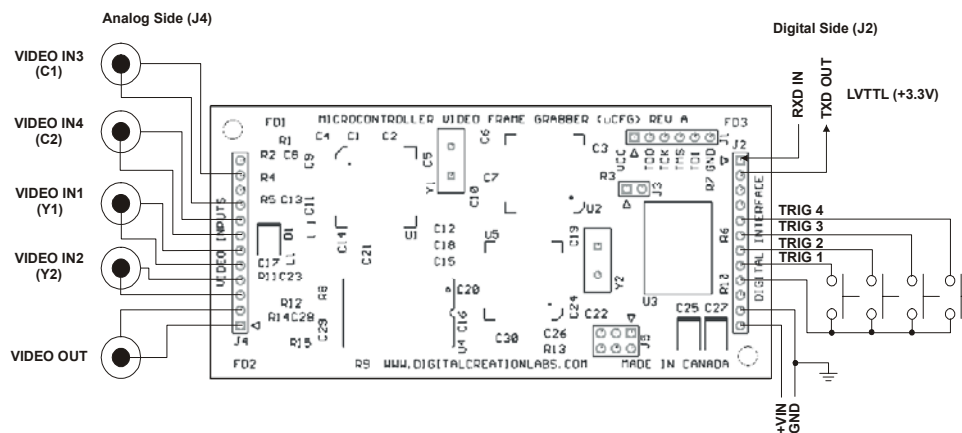 Analog Side (J4)
Digital Side (J2)
VIDEO IN3
(C1)
VIDEO IN4
(C2)
VIDEO IN1
(Y1)
VIDEO IN2
(Y2)
VIDEO OUT
RXD IN
TXD OUT
LVTTL (+3.3V)
TRIG 4
TRIG 3
TRIG 2
TRIG 1
+VIN
GND
FD1
MICROCONTROLLER VIDEO FRAME GRABBER (uCFG) REV A
FD3
R1
C4
C1
C2
C6
J1
J2
R2 C8
C9
C5
C3
VCC
TDO
TCK
TMS
TDI
GND
R4
Y1
C7
C10
R3
J3
R7
R5 C13
C11
U2
VIDEO INPUTS
D1
L1
C14
C21
U1
C12
C18
C15
U5
C19
Y2
R6
DIGITAL INTERFACE
C17
R11 C23
R10
R12
R8
C20
U3
R14 C28
C29
C16
C24
C22
C25
C27
R15
U4
C30
C26
R13
J5
J4
FD2
R9
WWW.DIGITALCREATIONLABS.COM
MADE IN CANADA